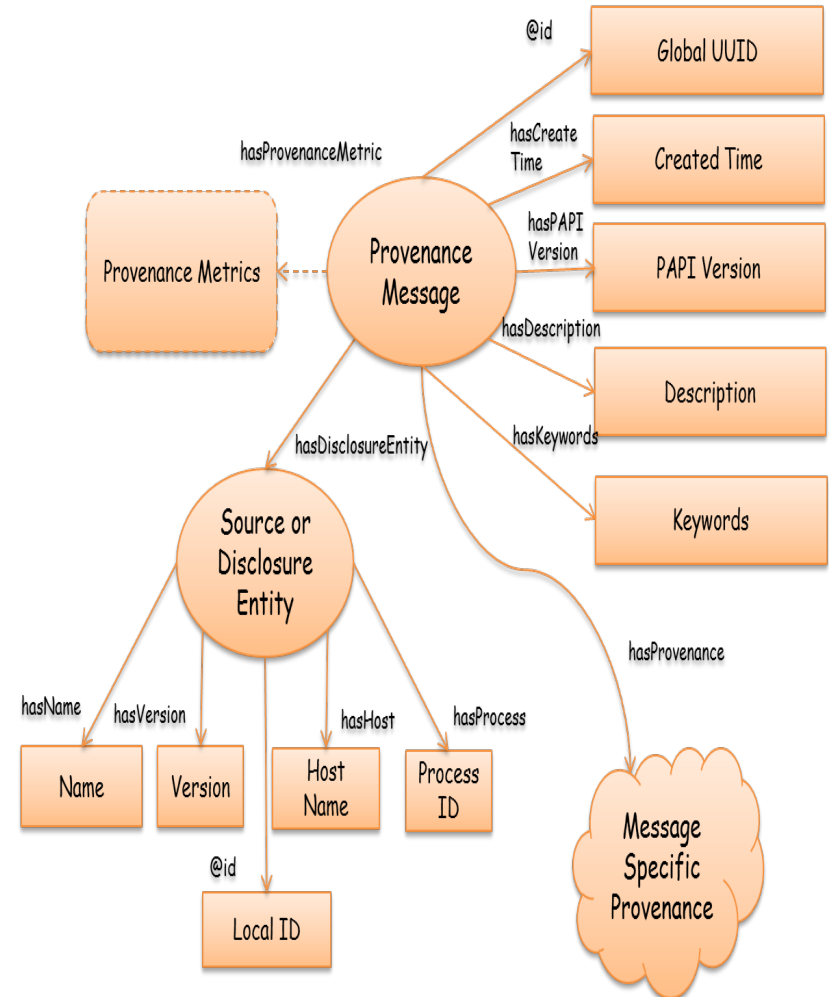 @id
Global UUID
hasCreate
Time
Created Time
hasProvenanceMetric
hasPAPI
Version
PAPI Version
Provenance
Message
Provenance Metrics
hasDescription
Description
hasKeywords
Keywords
hasDisclosureEntity
Source or
Disclosure
Entity
hasProvenance
hasName
hasVersion
hasHost
hasProcess
Name
Version
Host
Name
Process
ID
@id
Local ID
Message
Specific
Provenance